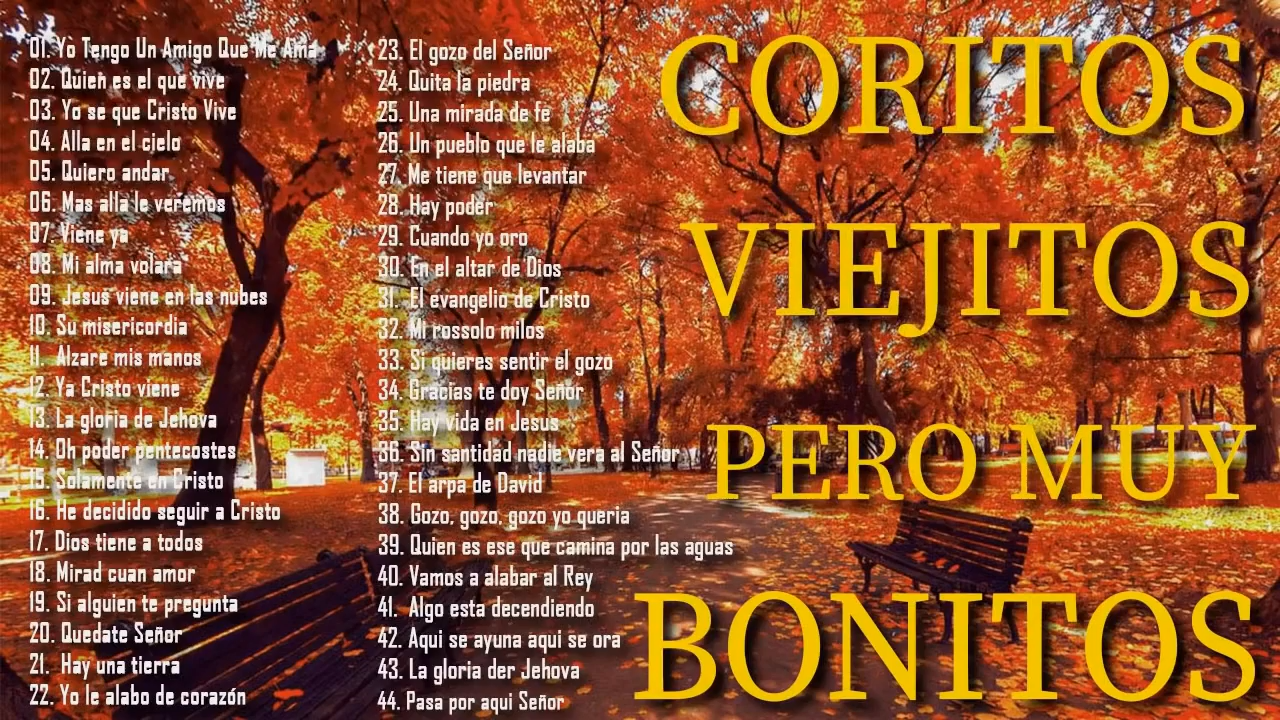 01. Yo Tengo Un Amigo Que Me Ama
02. Quien es el que vive
03. Yo se que Cristo Vive
04. Alla en el cielo
05. Quiero andar
06. Mas alla le veremos
07. Viene ya
08. Mi alma volara
09. Jesus viene en las nubes
10. Su misericordia
11. Alzare mis manos
12. Ya Cristo viene
13. La gloria de Jehova
14. Oh poder pentecostes
15. Solamente en Cristo
16. He decidido seguir a Cristo
17. Dios tiene a todos
18. Mirad cuan amor
19. Si alguien te pregunta
20. Quedate Señor
21. Hay una tierra
22. Yo le alabo de corazón
23. El gozo del Señor
24. Quita la piedra
25. Una mirada de fe
26. Un pueblo que le alaba
27. Me tiene que levantar
28. Hay poder
29. Cuando yo oro
30. En el altar de Dios
31. El evangelio de Cristo
32. Mi rossolo milos
33. Si quieres sentir el gozo
34. Gracias te doy Señor
35. Hay vida en Jesus
36. Sin santidad nadie vera al Señor
37. El arpa de David
38. Gozo, gozo, gozo yo queria
39. Quien es ese que camina por las aguas
40. Vamos a alabar al Rey
41. Algo esta decendiendo
42. Aqui se ayuna aqui se ora
43. La gloria der Jehova
44. Pasa por aqui Señor
CORITOS
VIEJITOS
PERO MUY
BONITOS